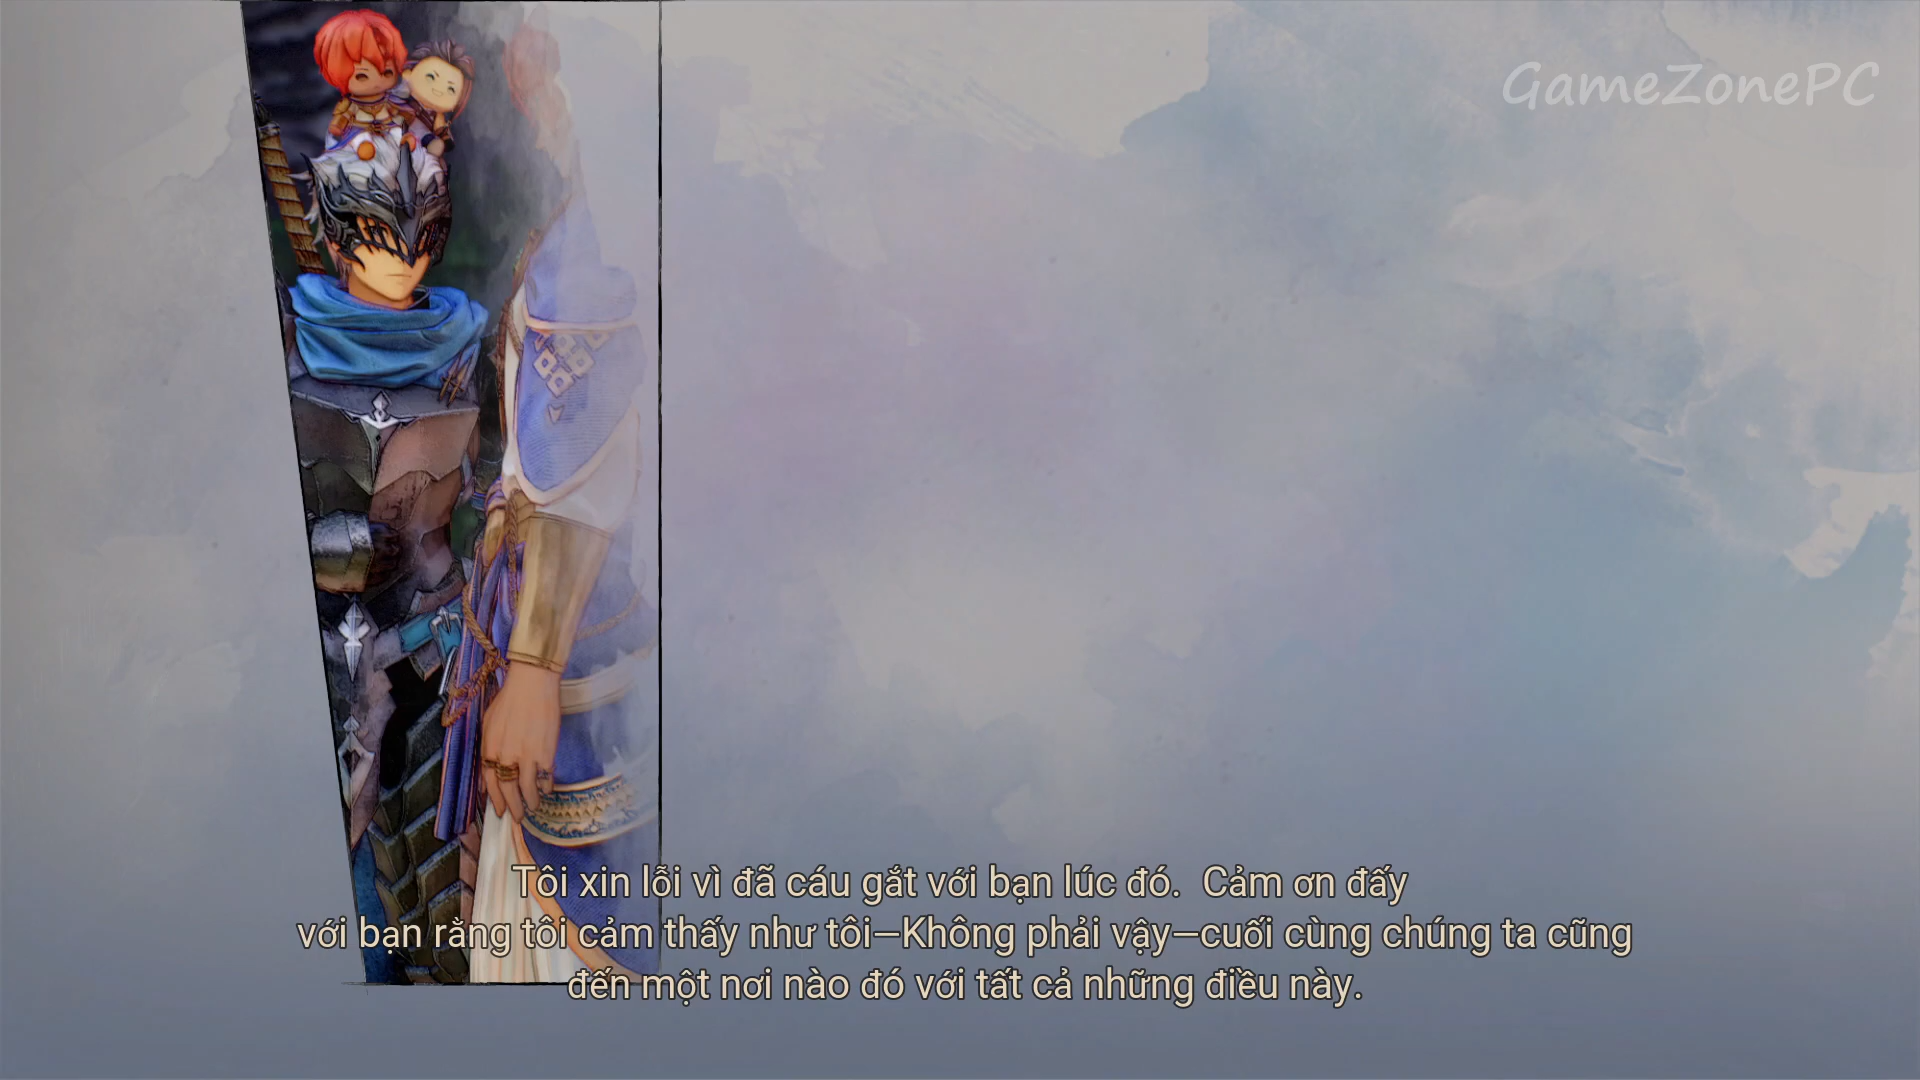 GameZonePC
Tôi xin lỗi vì đã cáu gắt với bạn lúc đó. Cảm ơn đấy
với bạn rằng tôi cảm thấy như tôi—Không phải vậy—cuối cùng chúng ta cũng
đến một nơi nào đó với tất cả những điều này.